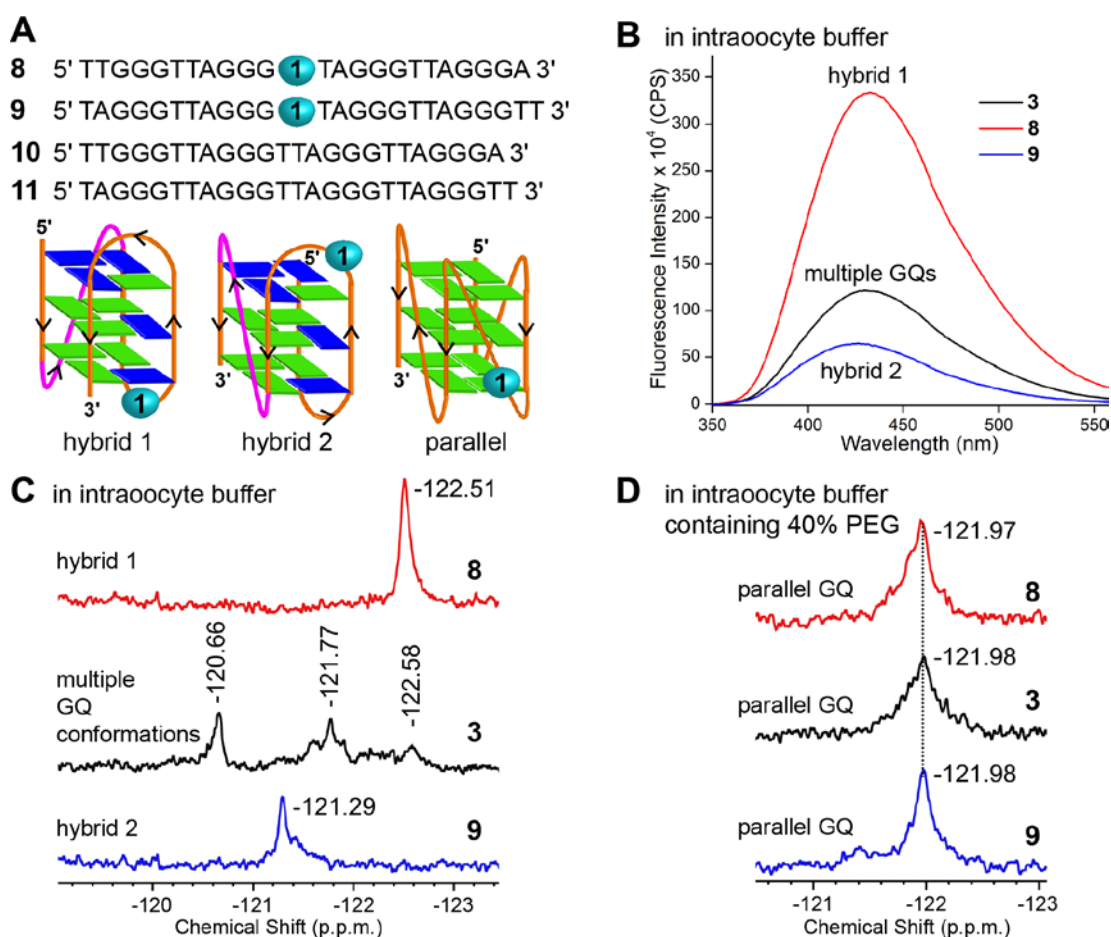 A
8 5' TTGGGTTAGGG 1 TAGGGTTAGGGA 3'
9 5' TAGGGTTAGGG 1 TAGGGTTAGGGTT 3'
10 5' TTGGGTTAGGGTTAGGGTTAGGGA 3'
11 5' TAGGGTTAGGGTTAGGGTTAGGGTT 3'
5' 3' 1
hybrid 1
5' 1 3'
hybrid 2
5' 3' 1
parallel
B in intraoocyte buffer
Fluorescence Intensity x 10⁴ (CPS)
350
300
250
200
150
100
50
0
hybrid 1
multiple GQs
hybrid 2
3
8
9
350 400 450 500 550
Wavelength (nm)
C in intraoocyte buffer
hybrid 1
-122.51
8
multiple
GQ
conformations
-120.66
-121.77
-122.58
3
hybrid 2
-121.29
9
-120 -121 -122 -123
Chemical Shift (p.p.m.)
D in intraoocyte buffer
containing 40% PEG
parallel GQ
-121.97
8
parallel GQ
-121.98
3
parallel GQ
-121.98
9
-121 -122 -123
Chemical Shift (p.p.m.)